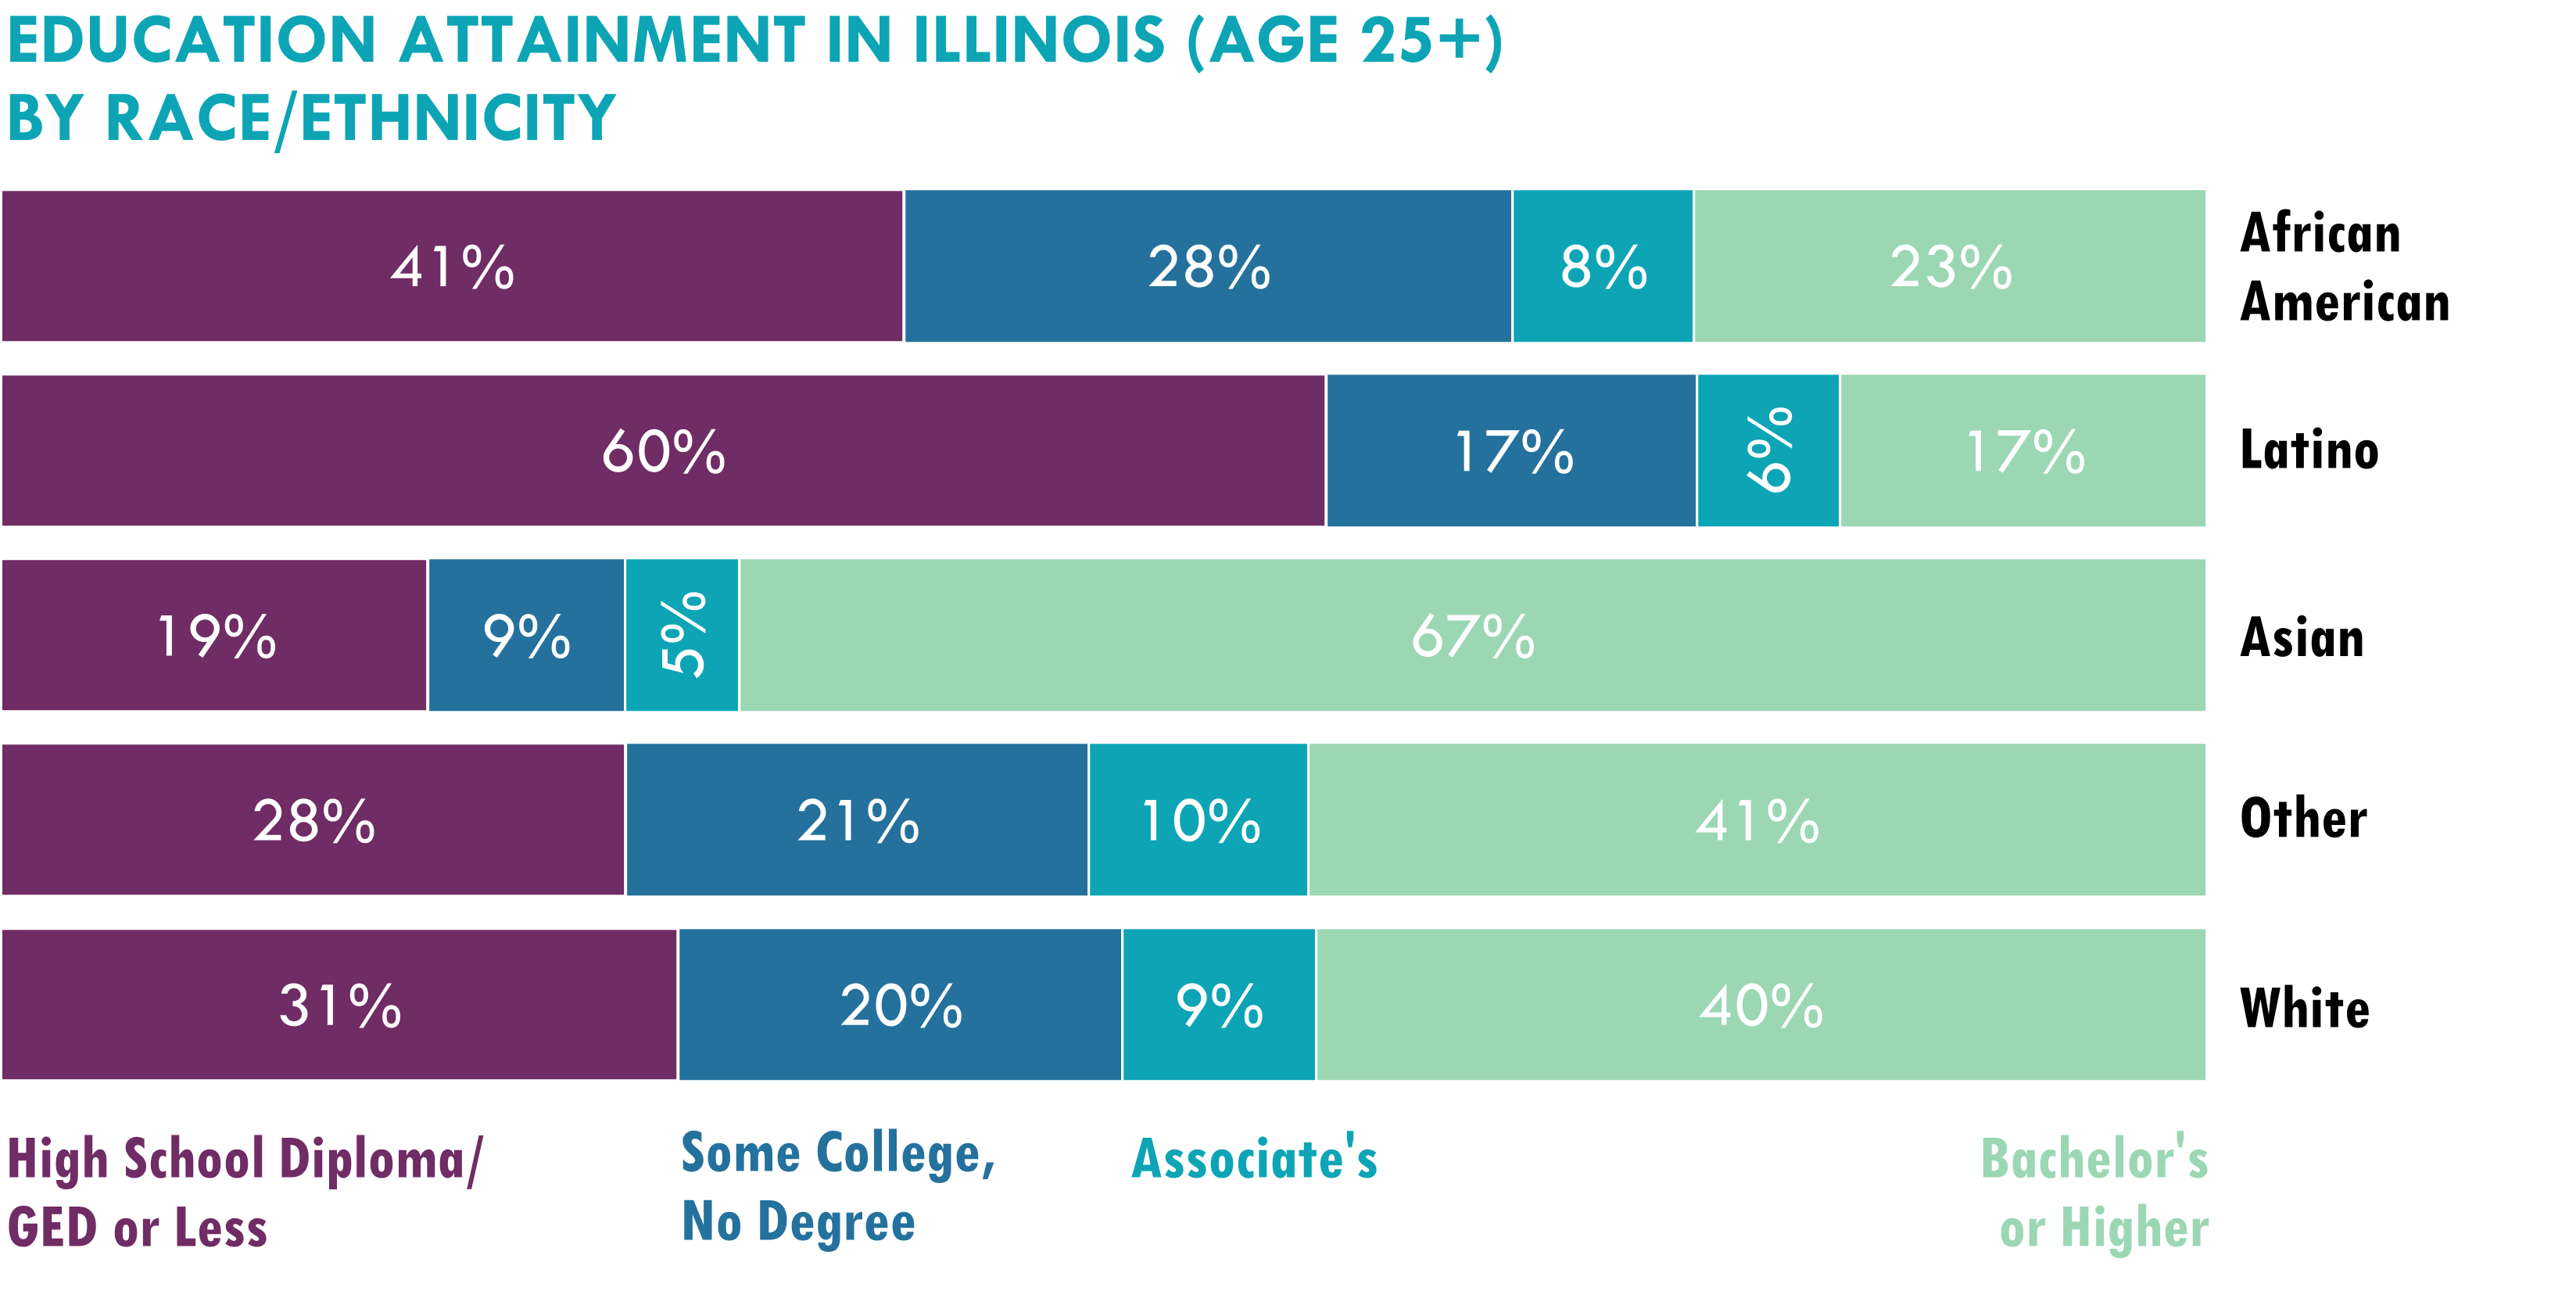 EDUCATION ATTAINMENT IN ILLINOIS (AGE 25+)
BY RACE/ETHNICITY
41% 28% 8% 23% African
American
60% 17% 6% 17% Latino
19% 9% 5% 67% Asian
28% 21% 10% 41% Other
31% 20% 9% 40% White
High School Diploma/
GED or Less
Some College,
No Degree
Associate's
Bachelor's
or Higher